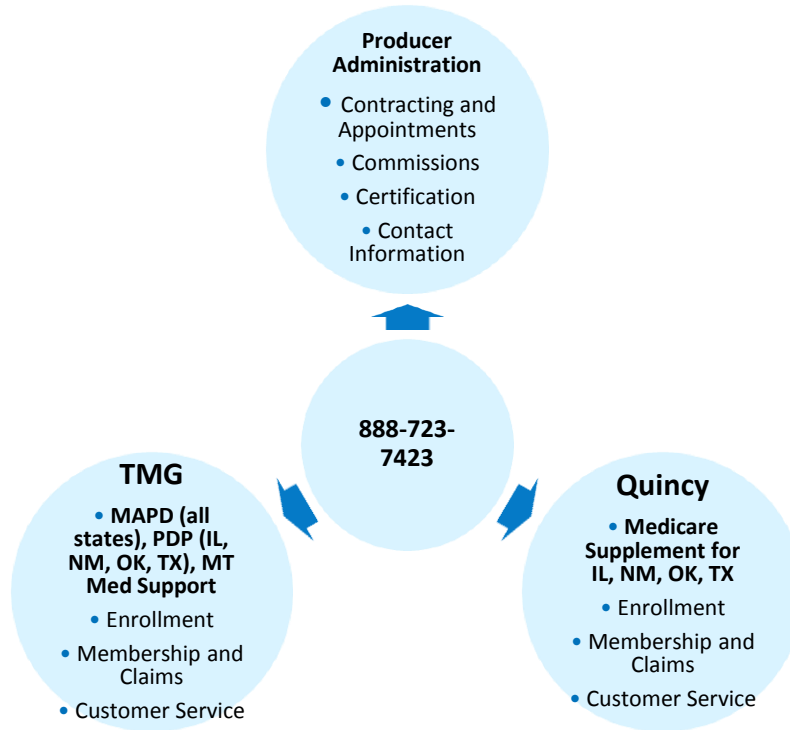 Producer
Administration
• Contracting and
Appointments
• Commissions
• Certification
• Contact
Information
888-723-
7423
TMG
• MAPD (all
states), PDP (IL,
NM, OK, TX), MT
Med Support
• Enrollment
• Membership and
Claims
• Customer Service
Quincy
• Medicare
Supplement for
IL, NM, OK, TX
• Enrollment
• Membership and
Claims
• Customer Service